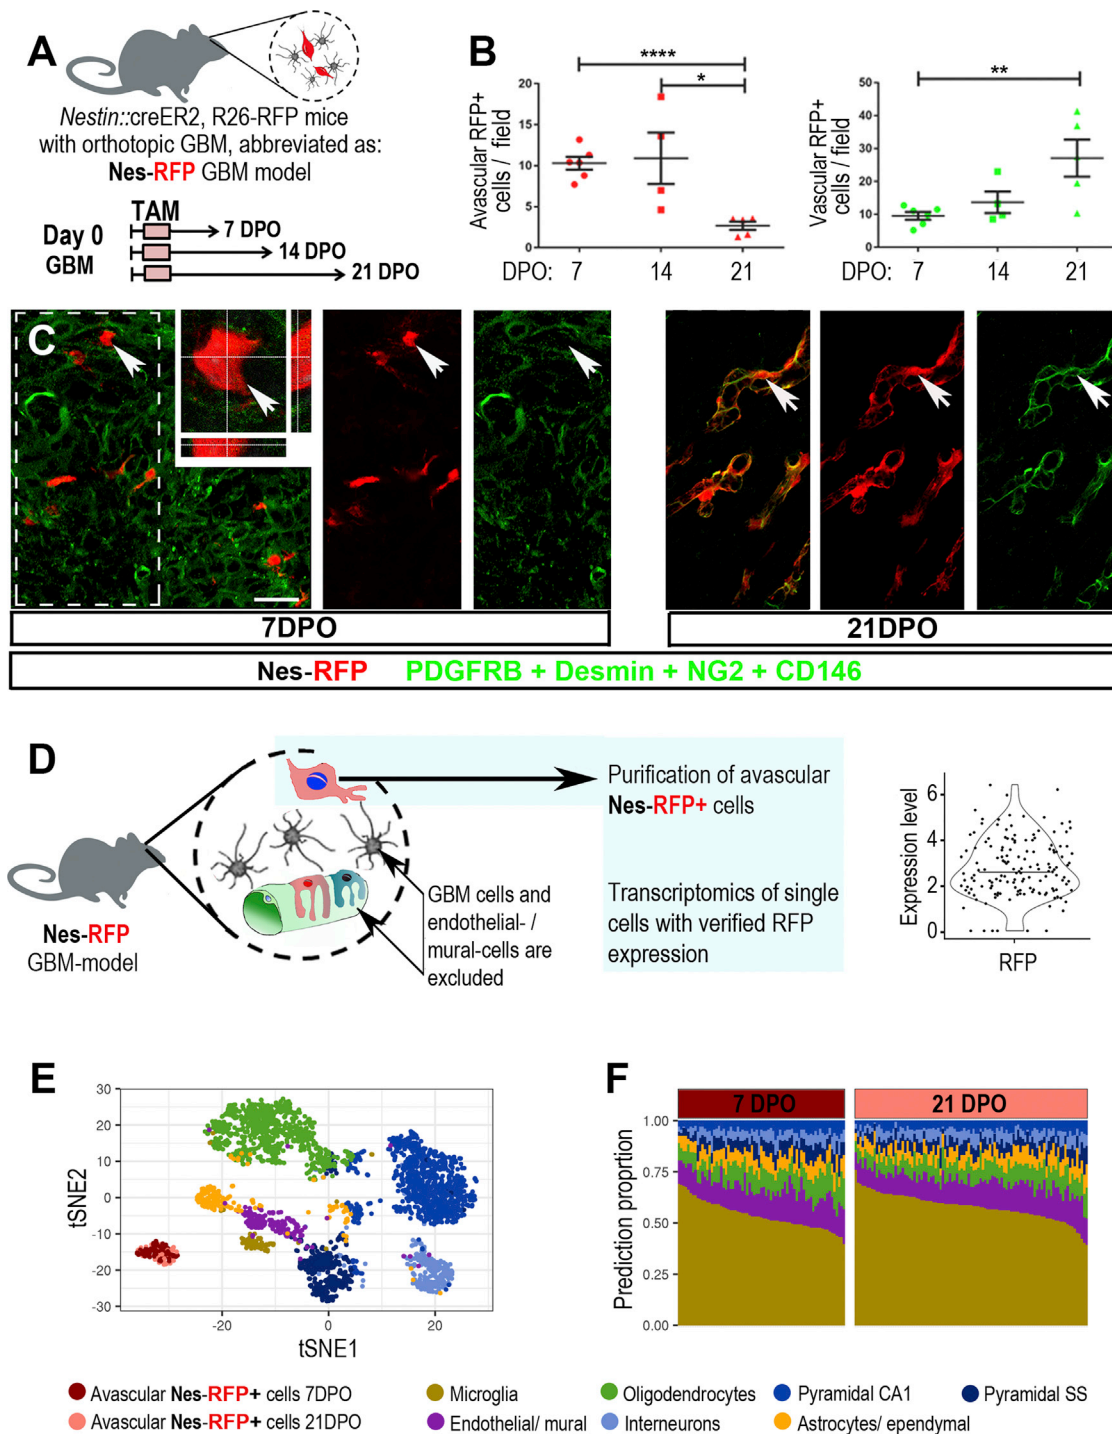 A
Nestin::creER2, R26-RFP mice
with orthotopic GBM, abbreviated as:
Nes-RFP GBM model
TAM
Day 0
GBM
7 DPO
14 DPO
21 DPO
B
****
*
Avascular RFP+
cells / field
20
15
10
5
0
DPO: 7 14 21
**
Vascular RFP+
cells / field
50
40
30
20
10
0
DPO: 7 14 21
C
7DPO
21DPO
Nes-RFP PDGFRB + Desmin + NG2 + CD146
D
Nes-RFP
GBM-model
GBM cells and
endothelial- /
mural-cells are
excluded
Purification of avascular
Nes-RFP+ cells
Transcriptomics of single
cells with verified RFP
expression
Expression level
6
4
2
0
RFP
E
tSNE2
30
20
10
0
-10
-20
-30
-20 0 20
tSNE1
F
7 DPO
21 DPO
Prediction proportion
1.00
0.75
0.50
0.25
0.00
Avascular Nes-RFP+ cells 7DPO
Avascular Nes-RFP+ cells 21DPO
Microglia
Endothelial/ mural
Oligodendrocytes
Interneurons
Pyramidal CA1
Astrocytes/ ependymal
Pyramidal SS